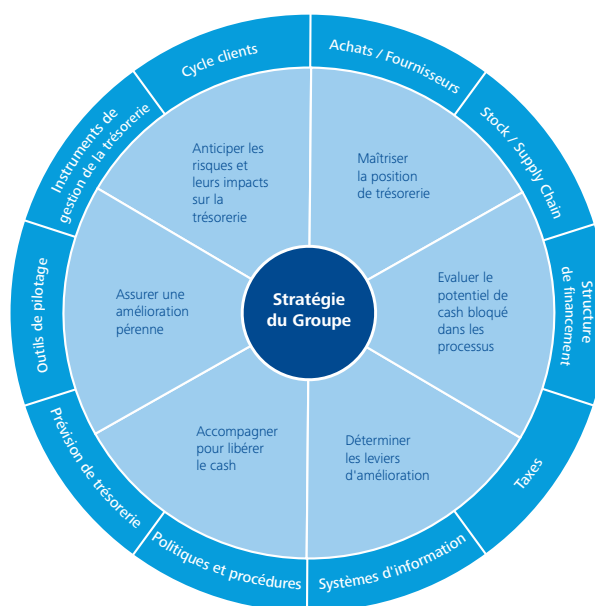 Cycle clients
Achats / Fournisseurs
Stock / Supply Chain
Structure
de financement
Taxes
Systèmes d'information
Politiques et procédures
Prévision de trésorerie
Outils de pilotage
Instruments de
gestion de la trésorerie
Anticiper les
risques et
leurs impacts
sur la
trésorerie
Maîtriser
la position
de trésorerie
Evaluer le
potentiel de
cash bloqué
dans les
processus
Déterminer
les leviers
d'amélioration
Accompagner
pour libérer
le cash
Assurer une
amélioration
pérenne
Stratégie
du Groupe